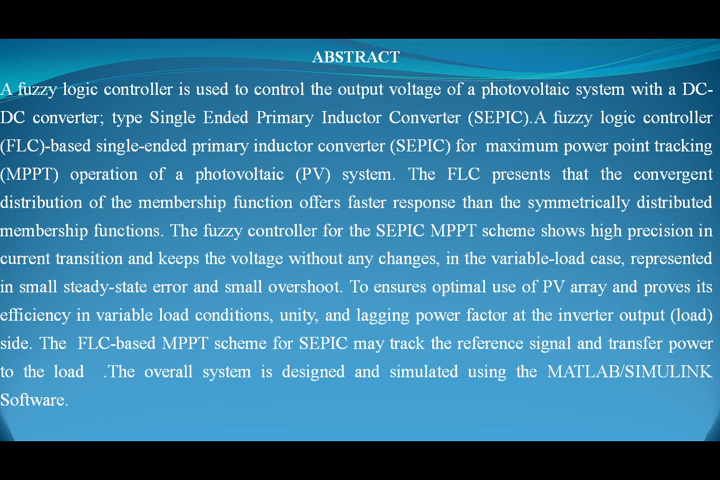 ABSTRACT
A fuzzy logic controller is used to control the output voltage of a photovoltaic system with a DC-
DC converter; type Single Ended Primary Inductor Converter (SEPIC).A fuzzy logic controller
(FLC)-based single-ended primary inductor converter (SEPIC) for maximum power point tracking
(MPPT) operation of a photovoltaic (PV) system. The FLC presents that the convergent
distribution of the membership function offers faster response than the symmetrically distributed
membership functions. The fuzzy controller for the SEPIC MPPT scheme shows high precision in
current transition and keeps the voltage without any changes, in the variable-load case, represented
in small steady-state error and small overshoot. To ensures optimal use of PV array and proves its
efficiency in variable load conditions, unity, and lagging power factor at the inverter output (load)
side. The FLC-based MPPT scheme for SEPIC may track the reference signal and transfer power
to the load .The overall system is designed and simulated using the MATLAB/SIMULINK
Software.